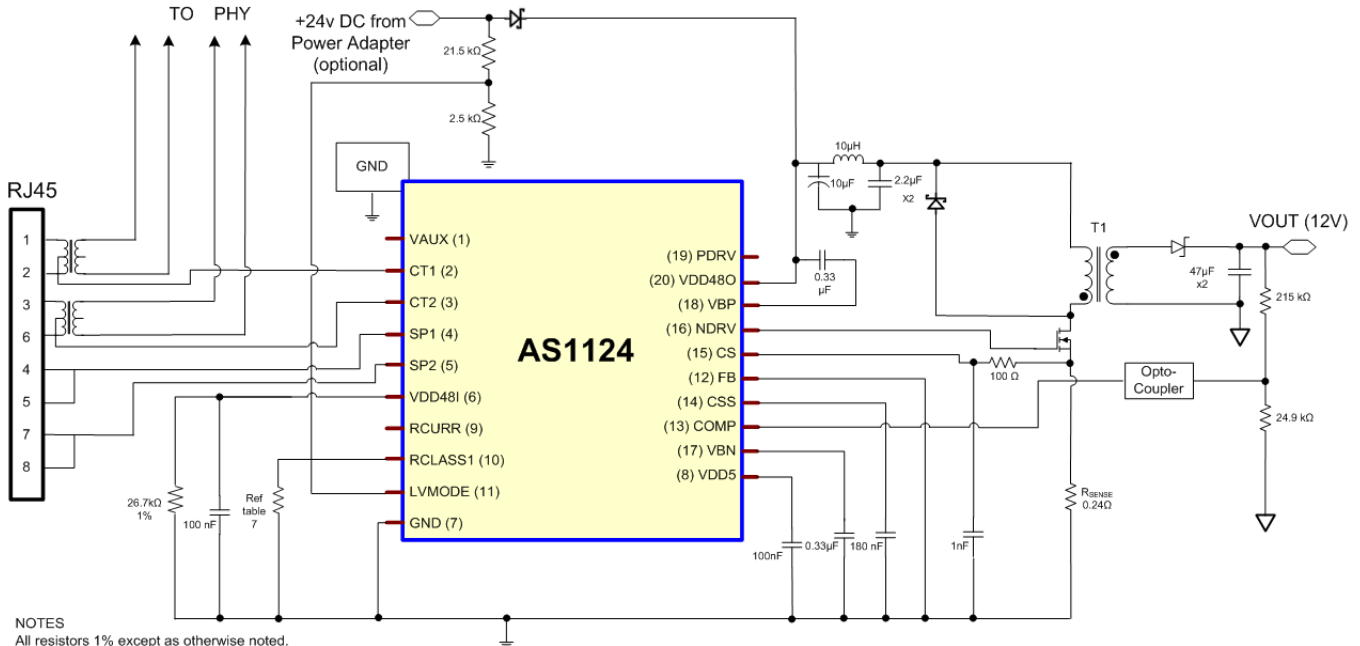 TO PHY
+24v DC from
Power Adapter
(optional)
21.5 kΩ
2.5 kΩ
GND
RJ45
1
2
3
6
4
5
7
8
VAUX (1)
CT1 (2)
CT2 (3)
SP1 (4)
SP2 (5)
VDD48I (6)
RCURR (9)
RCLASS1 (10)
LVMODE (11)
GND (7)
AS1124
(19) PDRV
(20) VDD48O
(18) VBP
(16) NDRV
(15) CS
(12) FB
(14) CSS
(13) COMP
(17) VBN
(8) VDD5
10µH
10µF
2.2µF
X2
0.33
µF
T1
VOUT (12V)
47µF
x2
215 kΩ
100 Ω
Opto-
Coupler
24.9 kΩ
RSENSE
0.24Ω
26.7kΩ
1%
100 nF
Ref
table
7
100nF
0.33µF
180 nF
1nF
NOTES
All resistors 1% except as otherwise noted.